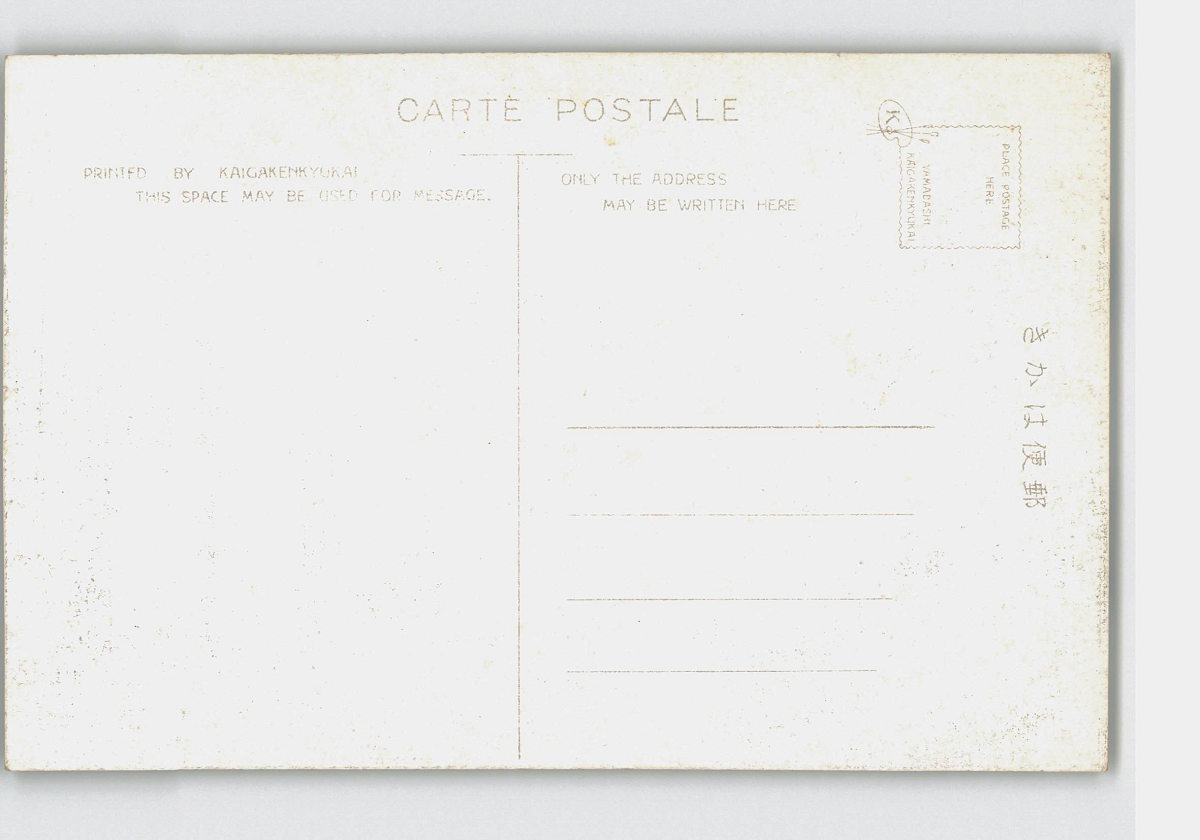 CARTE POSTALE
PRINTED BY KAIGAKENKYUKAI
THIS SPACE MAY BE USED FOR MESSAGE.
ONLY THE ADDRESS
MAY BE WRITTEN HERE
K
PLACE POSTAGE
HERE
YAMADASHI
KAIGAKENKYUKAI
きかは便郵